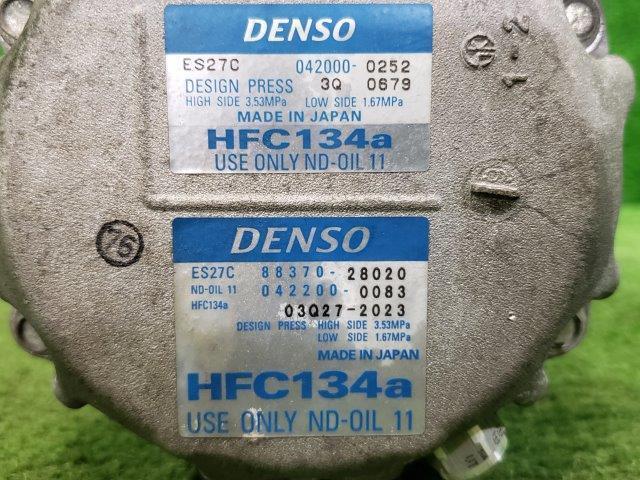 DENSO
ES27C 042000-0252
DESIGN PRESS 3Q 0679
HIGH SIDE 3.53MPa LOW SIDE 1.67MPa
MADE IN JAPAN
HFC134a
USE ONLY ND-OIL 11
1-2
76
DENSO
ES27C 88370-28020
ND-OIL 11 042200-0083
HFC134a
03Q27-2023
DESIGN PRESS HIGH SIDE 3.53MPa
LOW SIDE 1.67MPa
MADE IN JAPAN
HFC134a
USE ONLY ND-OIL 11